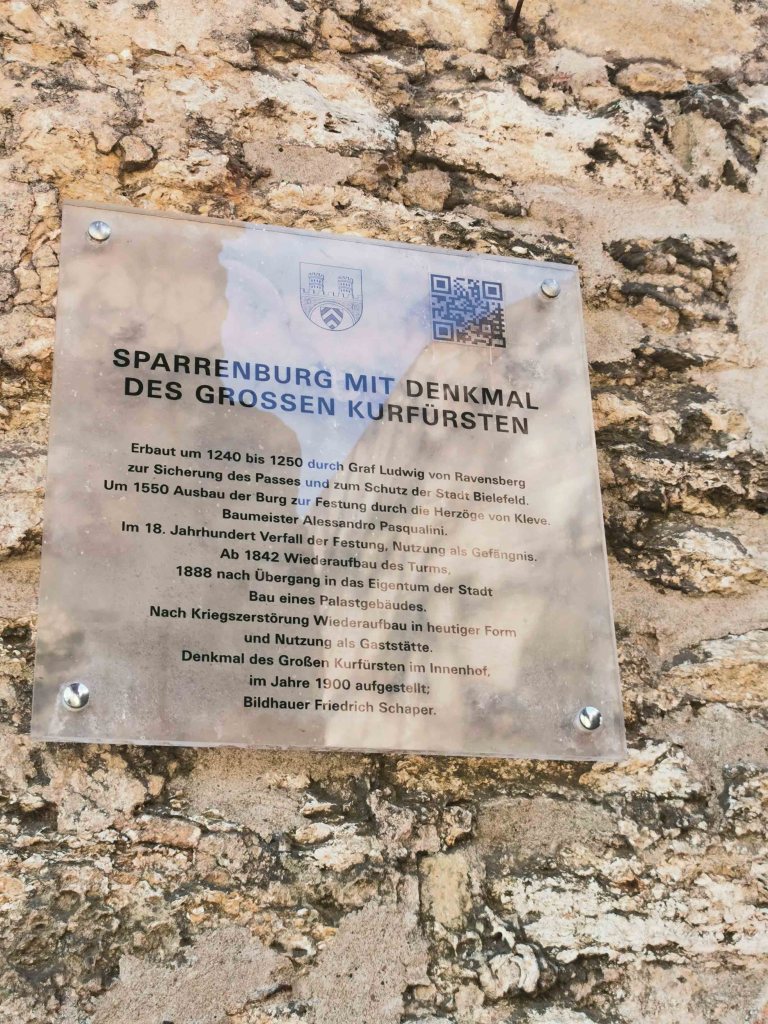 SPARRENBURG MIT DENKMAL
DES GROSSEN KURFÜRSTEN
Erbaut um 1240 bis 1250 durch Graf Ludwig von Ravensberg
zur Sicherung des Passes und zum Schutz der Stadt Bielefeld.
Um 1550 Ausbau der Burg zur Festung durch die Herzöge von Kleve.
Baumeister Alessandro Pasqualini.
Im 18. Jahrhundert Verfall der Festung, Nutzung als Gefängnis.
Ab 1842 Wiederaufbau des Turms,
1888 nach Übergang in das Eigentum der Stadt
Bau eines Palastgebäudes.
Nach Kriegszerstörung Wiederaufbau in heutiger Form
und Nutzung als Gaststätte.
Denkmal des Großen Kurfürsten im Innenhof,
im Jahre 1900 aufgestellt;
Bildhauer Friedrich Schaper.